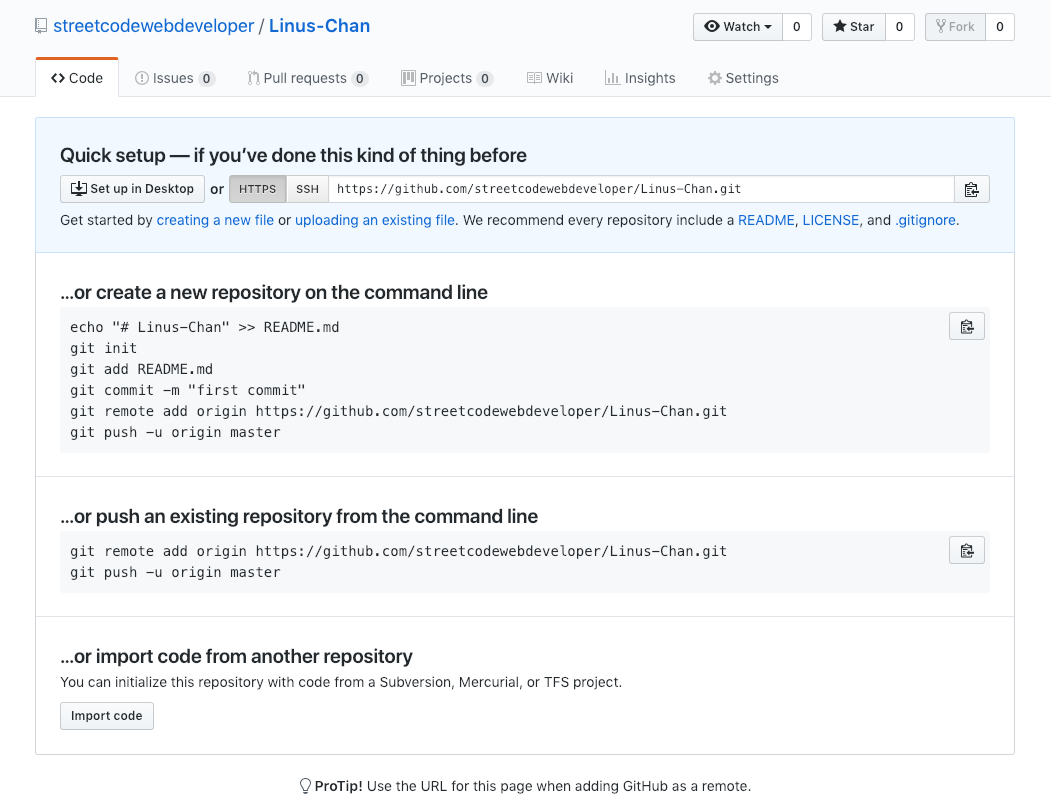 streetcodewebdeveloper / Linus-Chan
Watch 0 Star 0 Fork 0
Code Issues 0 Pull requests 0 Projects 0 Wiki Insights Settings
Quick setup — if you’ve done this kind of thing before
Set up in Desktop or HTTPS SSH https://github.com/streetcodewebdeveloper/Linus-Chan.git
Get started by creating a new file or uploading an existing file. We recommend every repository include a README, LICENSE, and .gitignore.
…or create a new repository on the command line
echo "# Linus-Chan" >> README.md
git init
git add README.md
git commit -m "first commit"
git remote add origin https://github.com/streetcodewebdeveloper/Linus-Chan.git
git push -u origin master
…or push an existing repository from the command line
git remote add origin https://github.com/streetcodewebdeveloper/Linus-Chan.git
git push -u origin master
…or import code from another repository
You can initialize this repository with code from a Subversion, Mercurial, or TFS project.
Import code
ProTip! Use the URL for this page when adding GitHub as a remote.